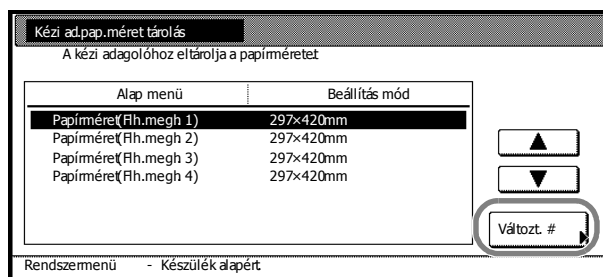 Kézi ad.pap.méret tárolás
A kézi adagolóhoz eltárolja a papírméretet.
Alap menü Beállítás mód
Papírméret(Flh.megh. 1) 297×420mm
Papírméret(Flh.megh. 2) 297×420mm
Papírméret(Flh.megh. 3) 297×420mm
Papírméret(Flh.megh. 4) 297×420mm
Változt. #
Rendszermenü - Készülék alapért.